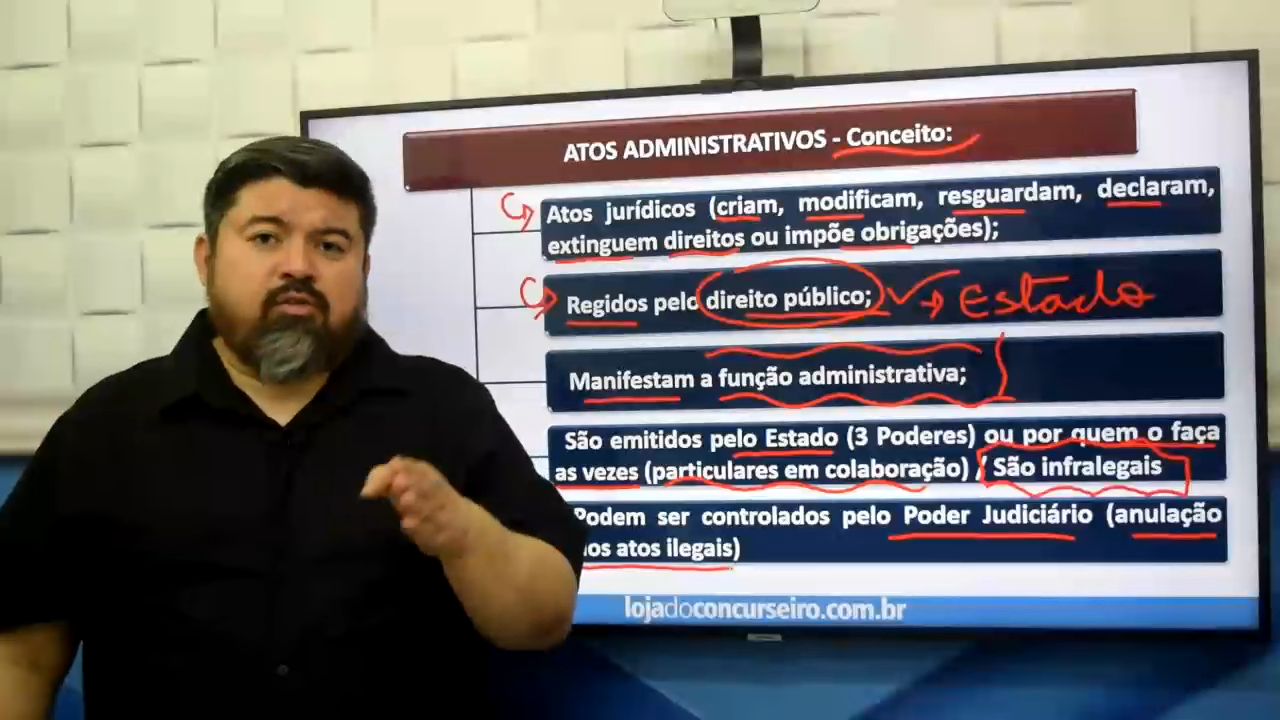 ATOS ADMINISTRATIVOS - Conceito:
Atos jurídicos (criam, modificam, resguardam, declaram,
extinguem direitos ou impõe obrigações);
Regidos pelo direito público; → Estado
Manifestam a função administrativa;
São emitidos pelo Estado (3 Poderes) ou por quem o faça
as vezes (particulares em colaboração) / São infralegais
Podem ser controlados pelo Poder Judiciário (anulação
atos ilegais)
lojadoconcurseiro.com.br